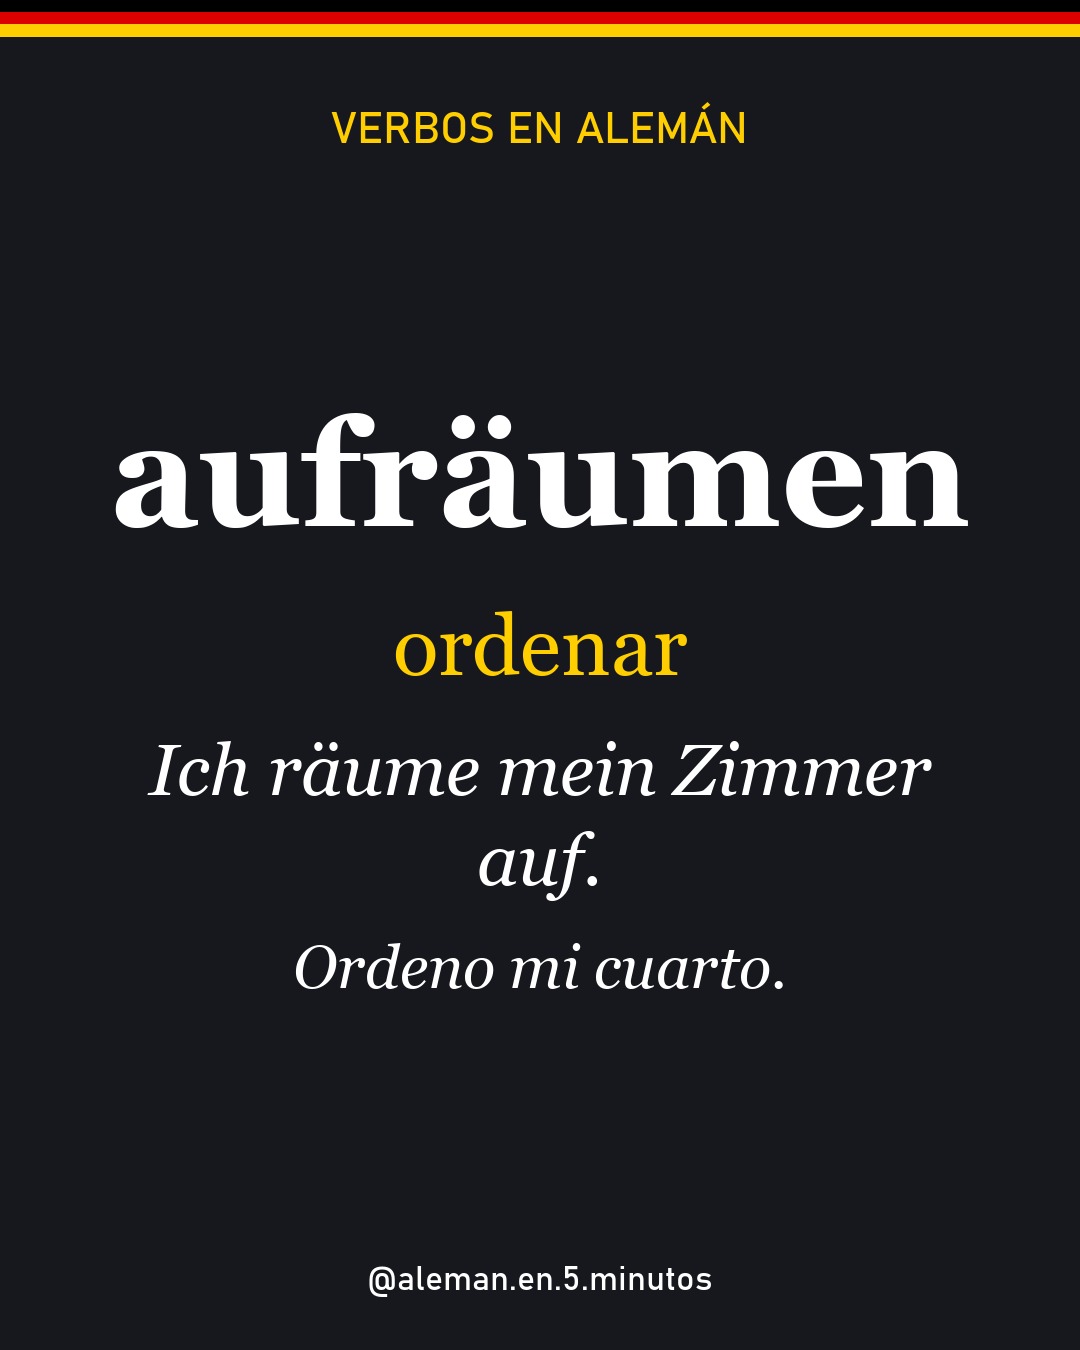 VERBOS EN ALEMÁN
aufräumen
ordenar
Ich räume mein Zimmer
auf.
Ordeno mi cuarto.
@aleman.en.5.minutos